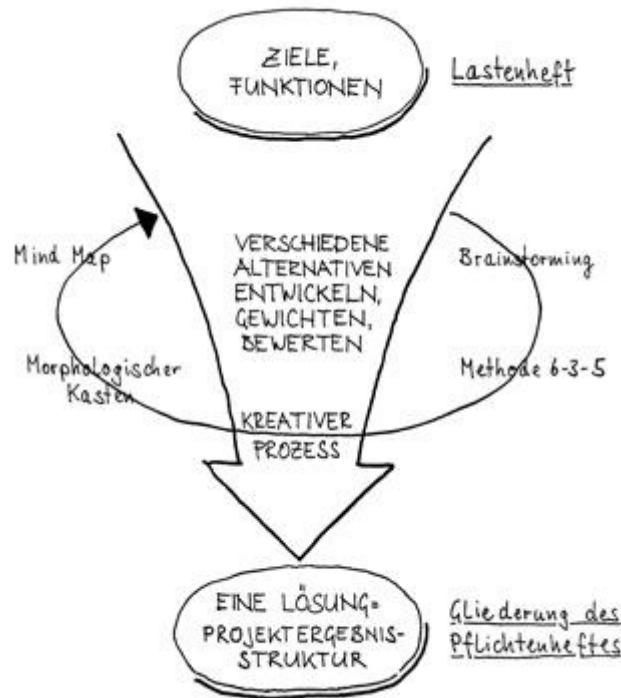 ZIELE,
FUNKTIONEN
Lastenheft
Mind Map
VERSCHIEDENE
ALTERNATIVEN
ENTWICKELN,
GEWICHTEN,
BEWERTEN
Brainstorming
Morphologischer
Kasten
Methode 6-3-5
KREATIVER
PROZESS
EINE LÖSUNG=
PROJEKTERGEBNIS-
STRUKTUR
Gliederung des
Pflichtenheftes